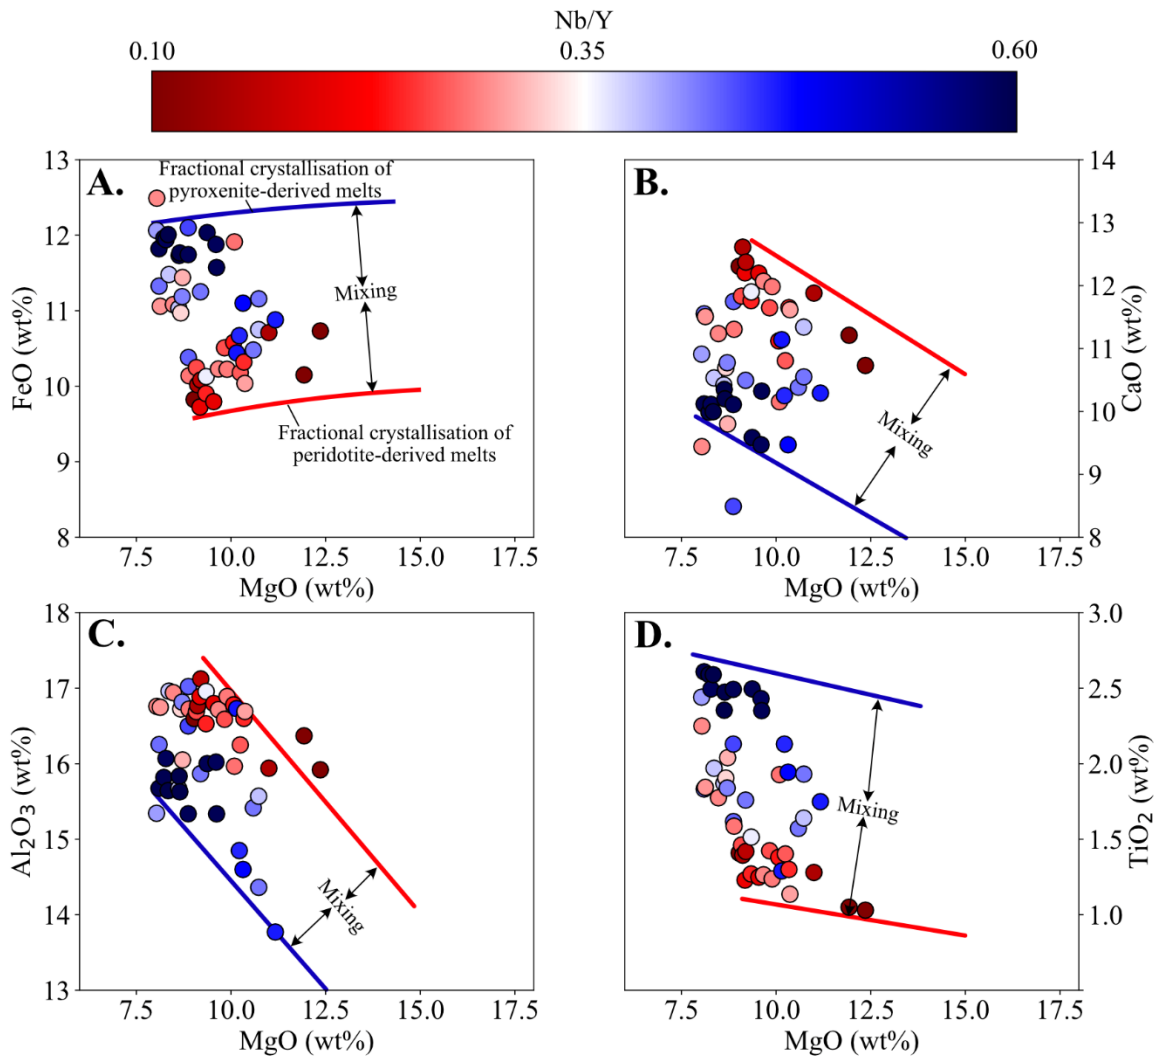 Nb/Y
0.10 0.35 0.60
A.
Fractional crystallisation of
pyroxenite-derived melts
Mixing
Fractional crystallisation of
peridotite-derived melts
13
12
11
10
9
8
FeO (wt%)
7.5 10.0 12.5 15.0 17.5
MgO (wt%)
B.
Mixing
14
13
12
11
10
9
8
CaO (wt%)
7.5 10.0 12.5 15.0 17.5
MgO (wt%)
C.
Mixing
18
17
16
15
14
13
Al₂O₃ (wt%)
7.5 10.0 12.5 15.0 17.5
MgO (wt%)
D.
Mixing
3.0
2.5
2.0
1.5
1.0
TiO₂ (wt%)
7.5 10.0 12.5 15.0 17.5
MgO (wt%)